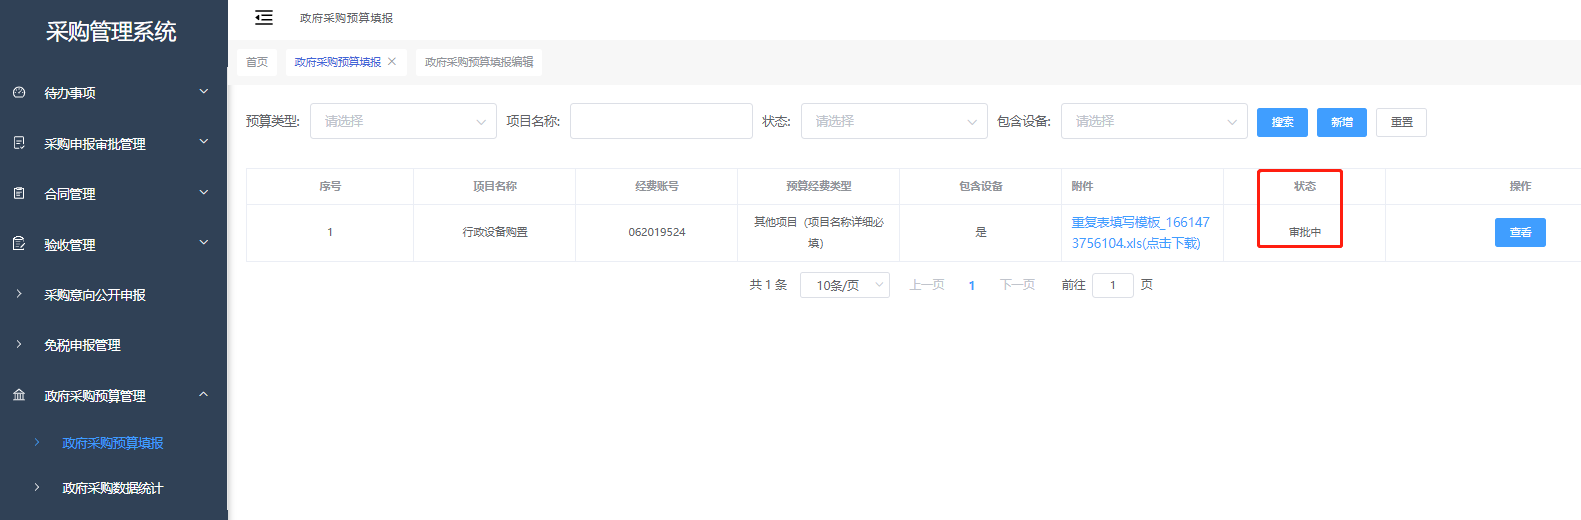 采购管理系统
政府采购预算填报
首页
政府采购预算填报
政府采购预算填报编辑
待办事项
采购申报审批管理
合同管理
验收管理
采购意向公开申报
免税申报管理
政府采购预算管理
政府采购预算填报
政府采购数据统计
预算类型: 请选择 项目名称: 状态: 请选择 包含设备: 请选择 搜索 新增 重置
序号 项目名称 经费账号 预算经费类型 包含设备 附件 状态 操作
1 行政设备购置 062019524 其他项目（项目名称详细必
填） 是 重复表填写模板_166147
3756104.xls(点击下载) 审批中 查看
共 1 条 10条/页 上一页 1 下一页 前往 1 页